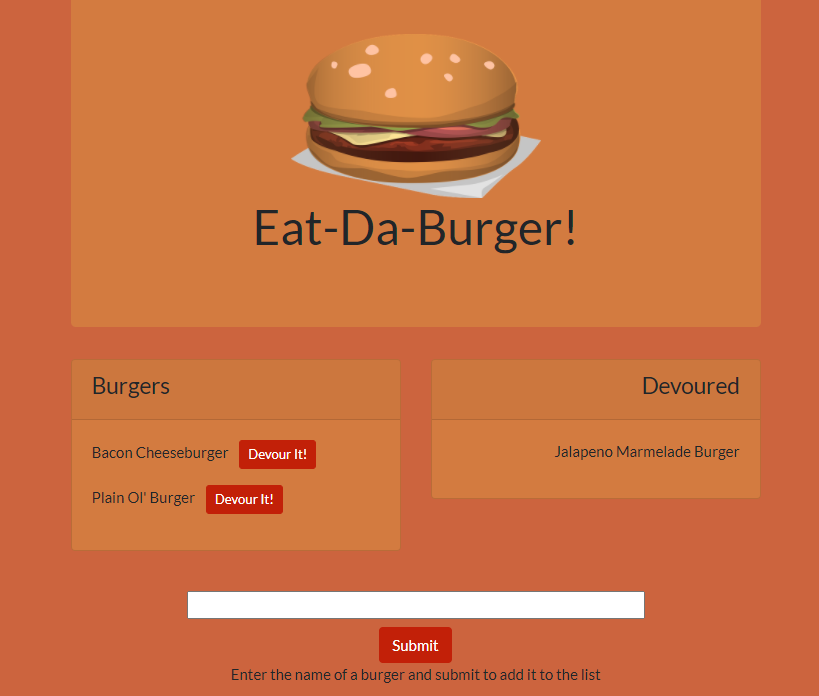 Eat-Da-Burger!
Burgers
Bacon Cheeseburger Devour It!
Plain Ol' Burger Devour It!
Devoured
Jalapeno Marmelade Burger
Submit
Enter the name of a burger and submit to add it to the list